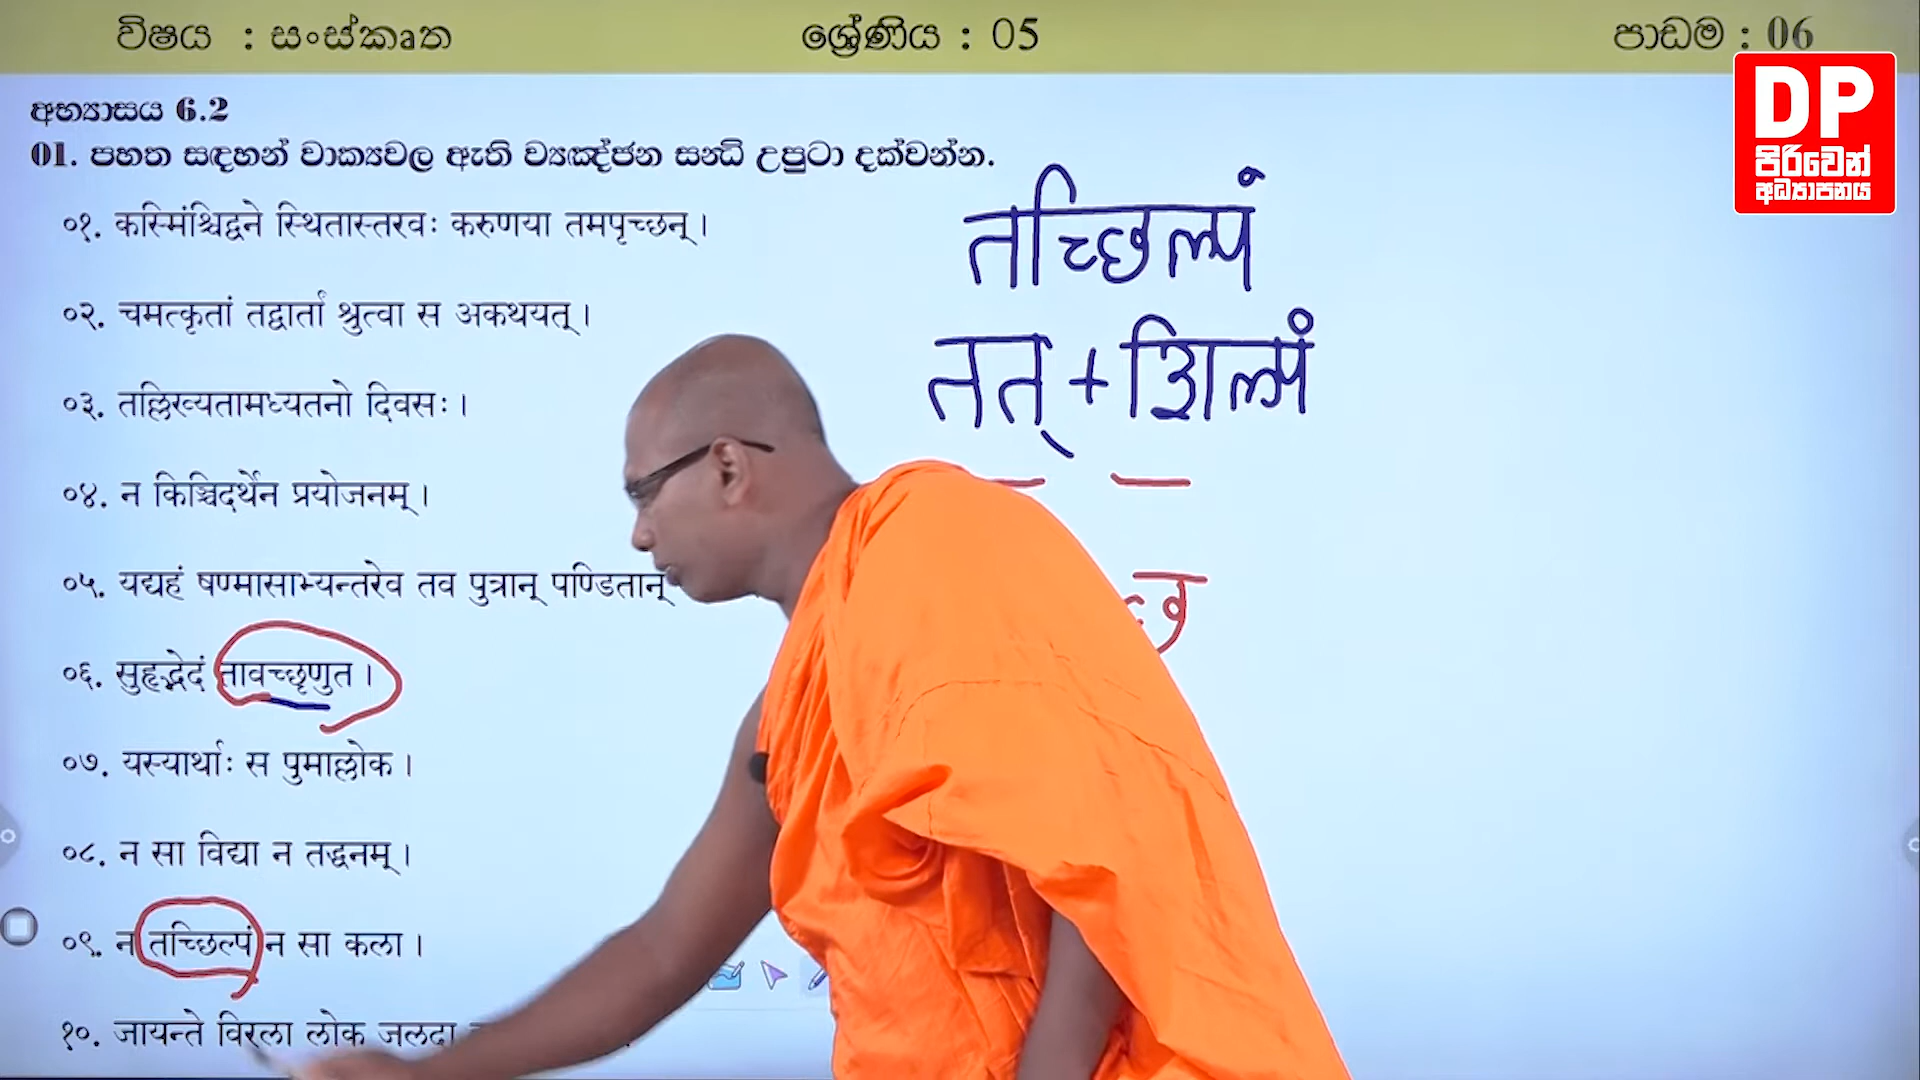 විෂය : සංස්කෘත ශ්‍රේණිය : 05 පාඩම : 06
DP
පිරිවෙන්
අධ්‍යාපනය
අභ්‍යාසය 6.2
01. පහත සඳහන් වාක්‍යවල ඇති ව්‍යඤ්ජන සන්ධි උපුටා දක්වන්න.
०१. कस्मिंश्चिद्वने स्थितास्तरवः करुणया तमपृच्छन् ।
०२. चमत्कृतां तद्वार्तां श्रुत्वा स अकथयत् ।
०३. तल्लिख्यतामध्यतनो दिवसः ।
०४. न किञ्चिदर्थेन प्रयोजनम् ।
०५. यद्यहं षण्मासाभ्यन्तरेव तव पुत्रान् पण्डितान्
०६. सुहृद्भेदं तावच्छृणुत ।
०७. यस्यार्थाः स पुमाल्लोक ।
०८. न सा विद्या न तद्धनम् ।
०९. न तच्छिल्पं न सा कला ।
१०. जायन्ते विरला लोक जलदा
तच्छिल्पं
तत् + शिल्पं